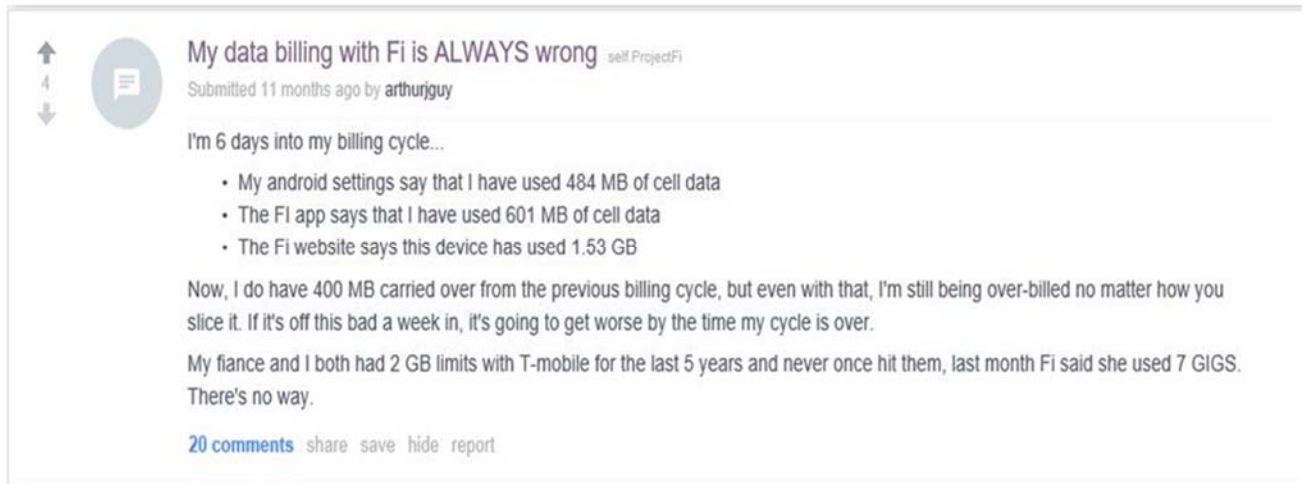 My data billing with Fi is ALWAYS wrong self.ProjectFi
4
Submitted 11 months ago by arthurjguy
I'm 6 days into my billing cycle...
• My android settings say that I have used 484 MB of cell data
• The FI app says that I have used 601 MB of cell data
• The Fi website says this device has used 1.53 GB
Now, I do have 400 MB carried over from the previous billing cycle, but even with that, I'm still being over-billed no matter how you
slice it. If it's off this bad a week in, it's going to get worse by the time my cycle is over.
My fiance and I both had 2 GB limits with T-mobile for the last 5 years and never once hit them, last month Fi said she used 7 GIGS.
There's no way.
20 comments share save hide report